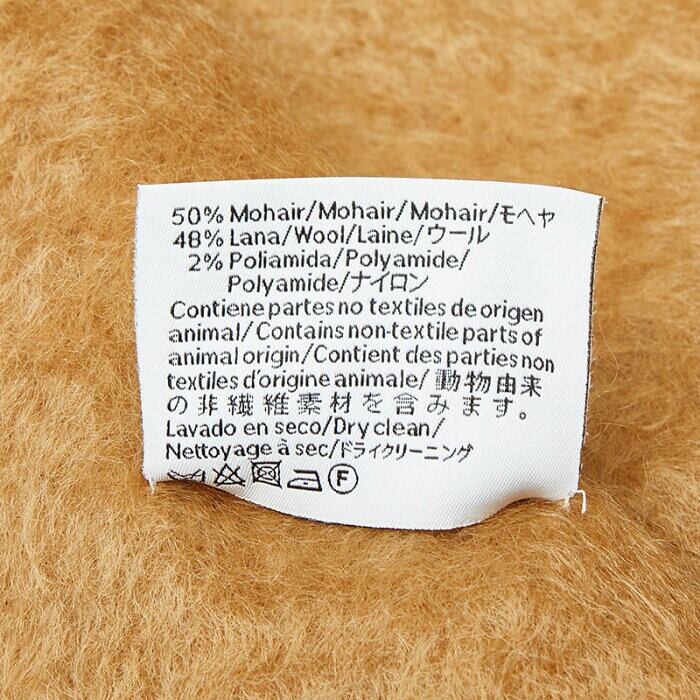 50% Mohair/Mohair/Mohair/モヘヤ
48% Lana/Wool/Laine/ウール
2% Poliamida/Polyamide/
Polyamide/ナイロン
Contiene partes no textiles de origen
animal/Contains non-textile parts of
animal origin/Contient des parties non
textiles d'origine animale/動物由来
の非繊維素材を含みます。
Lavado en seco/Dry clean/
Nettoyage à sec/ドライクリーニング
F